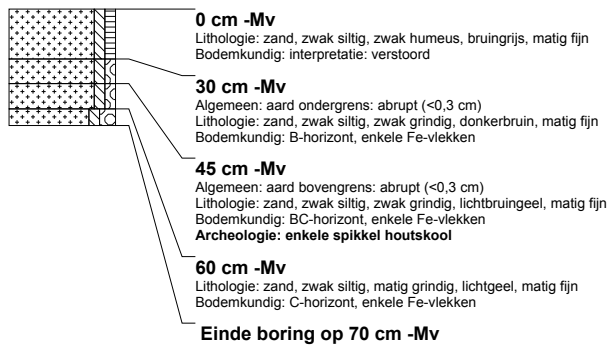 0 cm -Mv
Lithologie: zand, zwak siltig, zwak humeus, bruingrijs, matig fijn
Bodemkundig: interpretatie: verstoord
30 cm -Mv
Algemeen: aard ondergrens: abrupt (<0,3 cm)
Lithologie: zand, zwak siltig, zwak grindig, donkerbruin, matig fijn
Bodemkundig: B-horizont, enkele Fe-vlekken
45 cm -Mv
Algemeen: aard bovengrens: abrupt (<0,3 cm)
Lithologie: zand, zwak siltig, zwak grindig, lichtbruingeel, matig fijn
Bodemkundig: BC-horizont, enkele Fe-vlekken
Archeologie: enkele spikkel houtskool
60 cm -Mv
Lithologie: zand, zwak siltig, matig grindig, lichtgeel, matig fijn
Bodemkundig: C-horizont, enkele Fe-vlekken
Einde boring op 70 cm -Mv